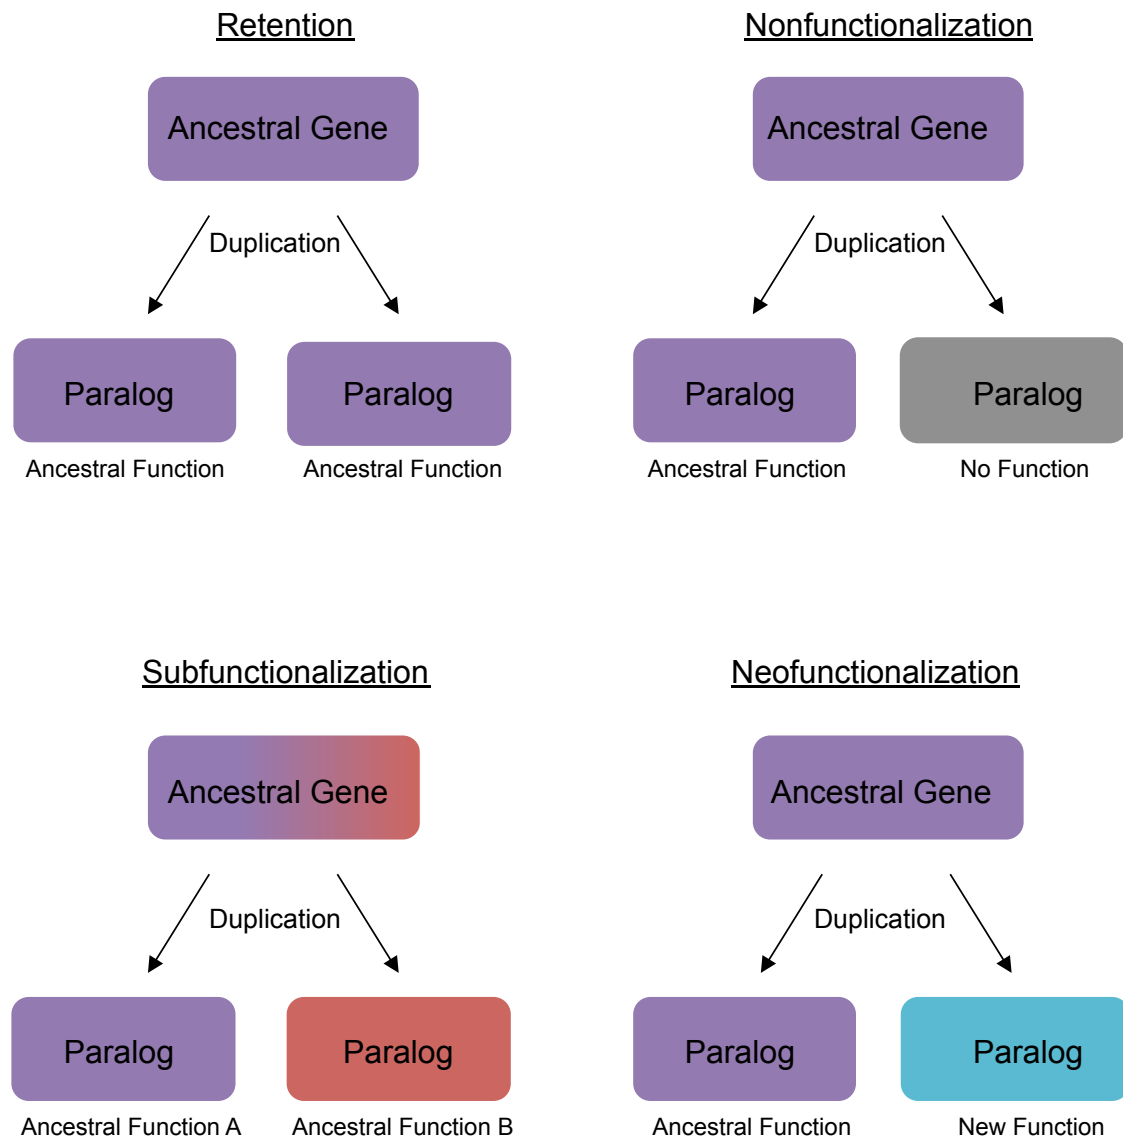 Retention
Ancestral Gene
Duplication
Paralog
Paralog
Ancestral Function
Ancestral Function
Nonfunctionalization
Ancestral Gene
Duplication
Paralog
Paralog
Ancestral Function
No Function
Subfunctionalization
Ancestral Gene
Duplication
Paralog
Paralog
Ancestral Function A
Ancestral Function B
Neofunctionalization
Ancestral Gene
Duplication
Paralog
Paralog
Ancestral Function
New Function